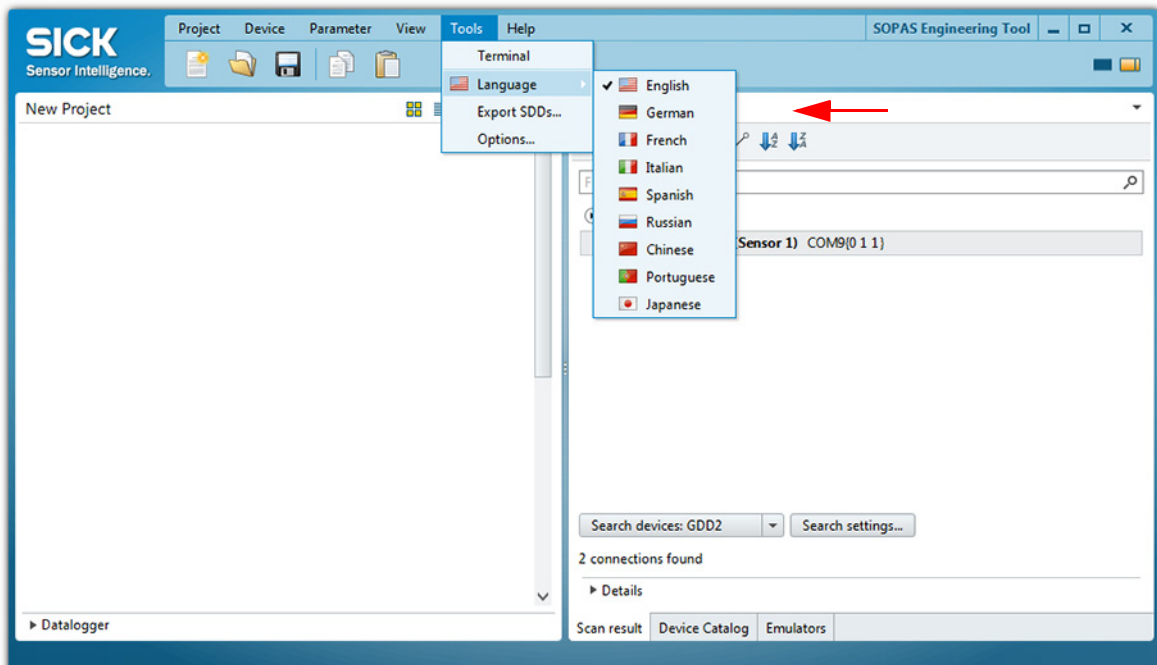 SICK
Sensor Intelligence.
Project Device Parameter View Tools Help
SOPAS Engineering Tool
New Project
Terminal
Language
Export SDDs...
Options...
English
German
French
Italian
Spanish
Russian
Chinese
Portuguese
Japanese
(Sensor 1) COM9{0 1 1}
Search devices: GDD2
Search settings...
2 connections found
Details
Datalogger
Scan result Device Catalog Emulators